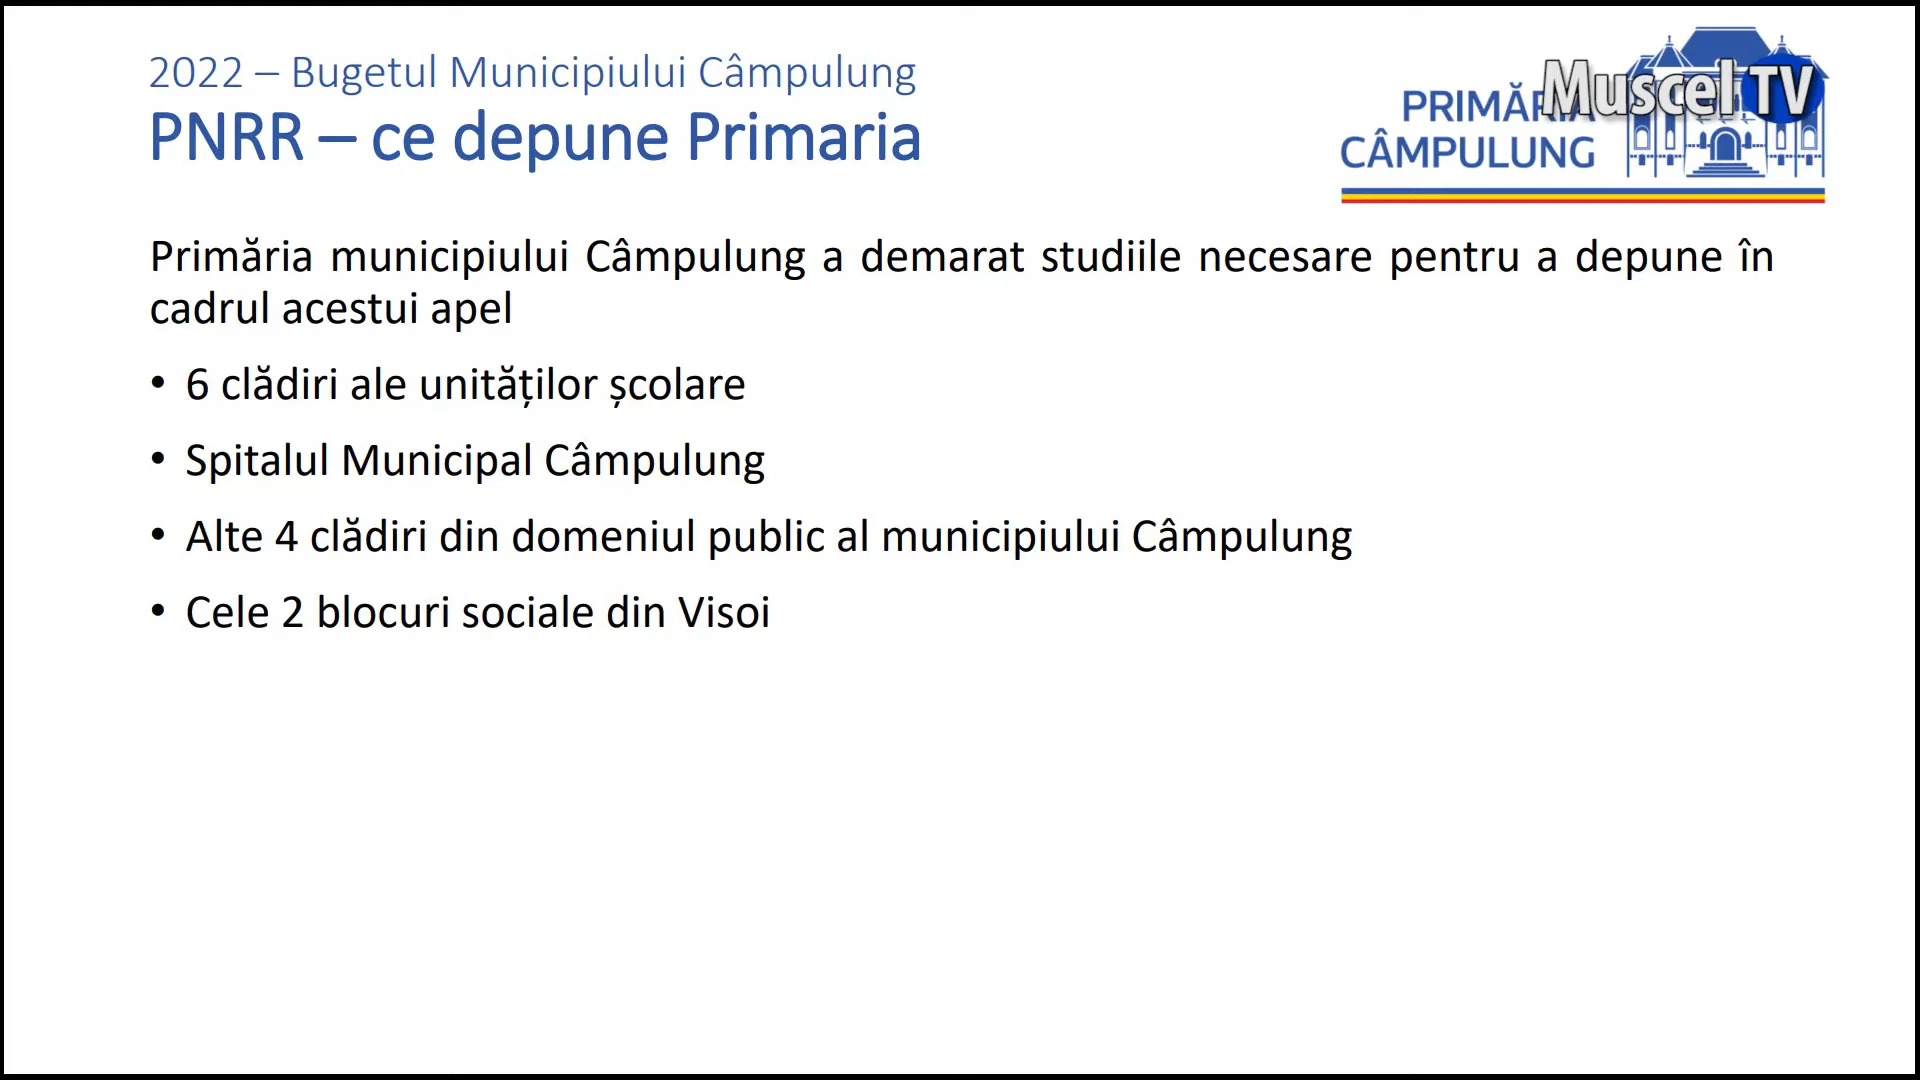 2022 – Bugetul Municipiului Câmpulung
PNRR – ce depune Primaria
Muscel TV
CÂMPULUNG
Primăria municipiului Câmpulung a demarat studiile necesare pentru a depune în
cadrul acestui apel
• 6 clădiri ale unităților școlare
• Spitalul Municipal Câmpulung
• Alte 4 clădiri din domeniul public al municipiului Câmpulung
• Cele 2 blocuri sociale din Visoi